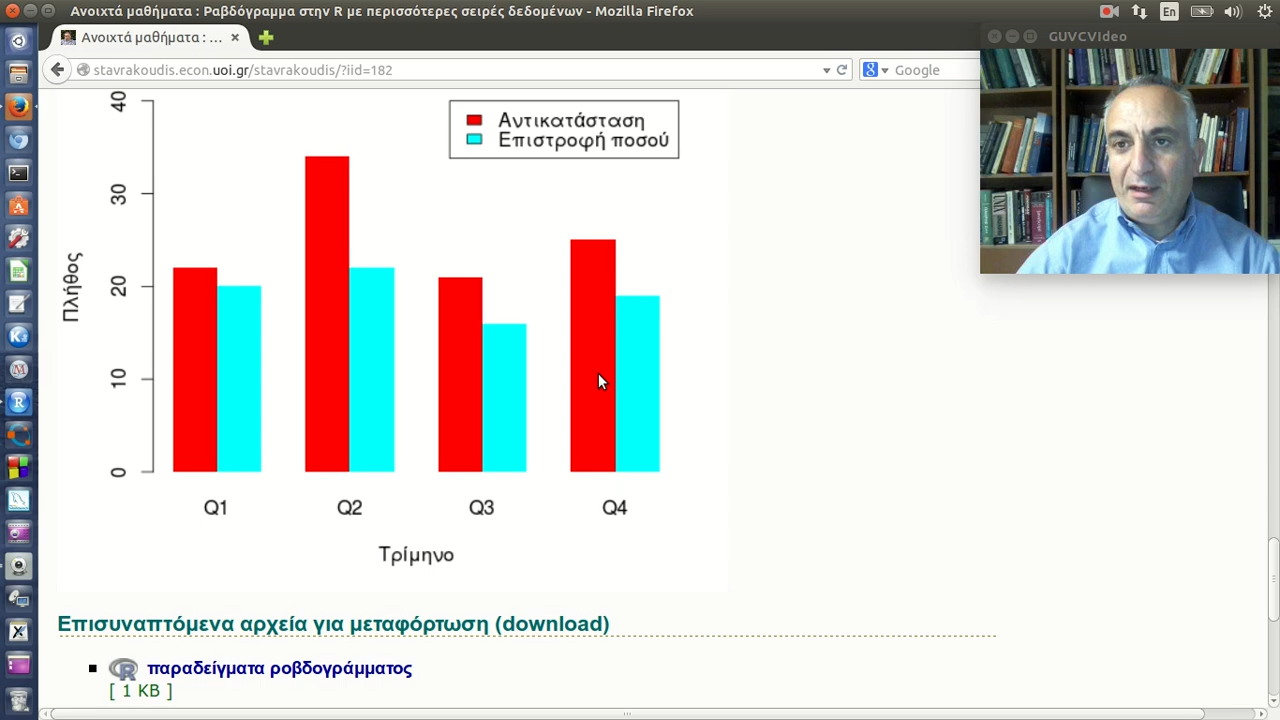 Ανοιχτά μαθήματα : Ραβδόγραμμα στην R με περισσότερες σειρές δεδομένων - Mozilla Firefox
En
Ανοιχτά μαθήματα : ...
GUVCVIdeo
stavrakoudis.econ.uoi.gr/stavrakoudis/?iid=182
Google
40
30
20
10
0
Πλήθος
Αντικατάσταση
Επιστροφή ποσού
Q1
Q2
Q3
Q4
Τρίμηνο
Επισυναπτόμενα αρχεία για μεταφόρτωση (download)
παραδείγματα ροβδογράμματος
[ 1 KB ]